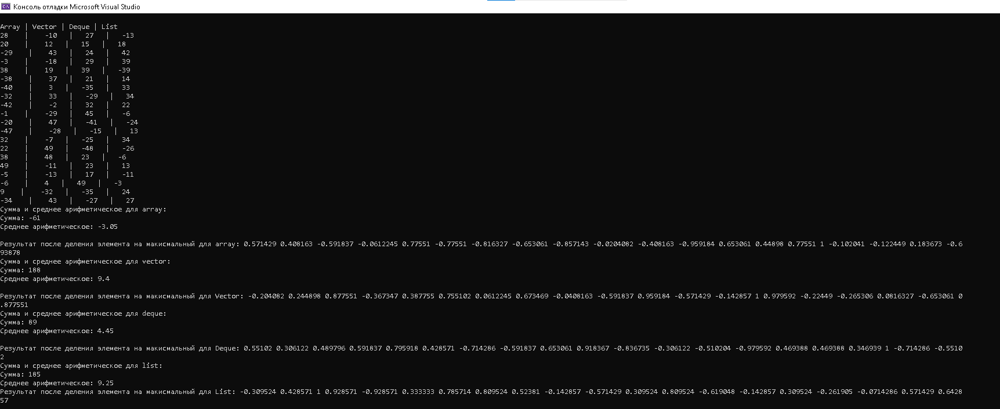 Консоль отладки Microsoft Visual Studio
Array | Vector | Deque | List
28    |    -10   |   27   |   -13
20    |    12   |   15   |   18
-29    |    43   |   24   |   42
-3    |    -18   |   29   |   39
38    |    19   |   39   |   -39
-38    |    37   |   21   |   14
-40    |    3   |   -35   |   33
-32    |    33   |   -29   |   34
-42    |    -2   |   32   |   22
-1    |    -29   |   45   |   -6
-20    |    47   |   -41   |   -24
-47    |    -28   |   -15   |   13
32    |    -7   |   -25   |   34
22    |    49   |   -48   |   -26
38    |    48   |   23   |   -6
49    |    -11   |   23   |   13
-5    |    -13   |   17   |   -11
-6    |    4   |   49   |   -3
9    |    -32   |   -35   |   24
-34    |    43   |   -27   |   27
Сумма и среднее арифметическое для array:
Сумма: -61
Среднее арифметическое: -3.05
Результат после деления элемента на макисмальный для array: 0.571429 0.408163 -0.591837 -0.0612245 0.77551 -0.77551 -0.816327 -0.653061 -0.857143 -0.0204082 -0.408163 -0.959184 0.653061 0.44898 0.77551 1 -0.102041 -0.122449 0.183673 -0.6
93878
Сумма и среднее арифметическое для vector:
Сумма: 188
Среднее арифметическое: 9.4
Результат после деления элемента на макисмальный для Vector: -0.204082 0.244898 0.877551 -0.367347 0.387755 0.755102 0.0612245 0.673469 -0.0408163 -0.591837 0.959184 -0.571429 -0.142857 1 0.979592 -0.22449 -0.265306 0.0816327 -0.653061 0
.877551
Сумма и среднее арифметическое для deque:
Сумма: 89
Среднее арифметическое: 4.45
Результат после деления элемента на макисмальный для Deque: 0.55102 0.306122 0.489796 0.591837 0.795918 0.428571 -0.714286 -0.591837 0.653061 0.918367 -0.836735 -0.306122 -0.510204 -0.979592 0.469388 0.469388 0.346939 1 -0.714286 -0.5510
2
Сумма и среднее арифметическое для list:
Сумма: 185
Среднее арифметическое: 9.25
Результат после деления элемента на макисмальный для List: -0.309524 0.428571 1 0.928571 -0.928571 0.333333 0.785714 0.809524 0.52381 -0.142857 -0.571429 0.309524 0.809524 -0.619048 -0.142857 0.309524 -0.261905 -0.0714286 0.571429 0.6428
57